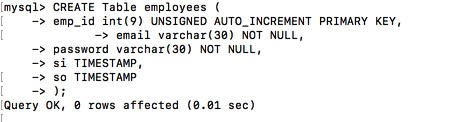 [mysql> CREATE Table employees (
[    -> emp_id int(9) UNSIGNED AUTO_INCREMENT PRIMARY KEY,
[            -> email varchar(30) NOT NULL,
    -> password varchar(30) NOT NULL,
    -> si TIMESTAMP,
[    -> so TIMESTAMP
[    -> );
Query OK, 0 rows affected (0.01 sec)
[